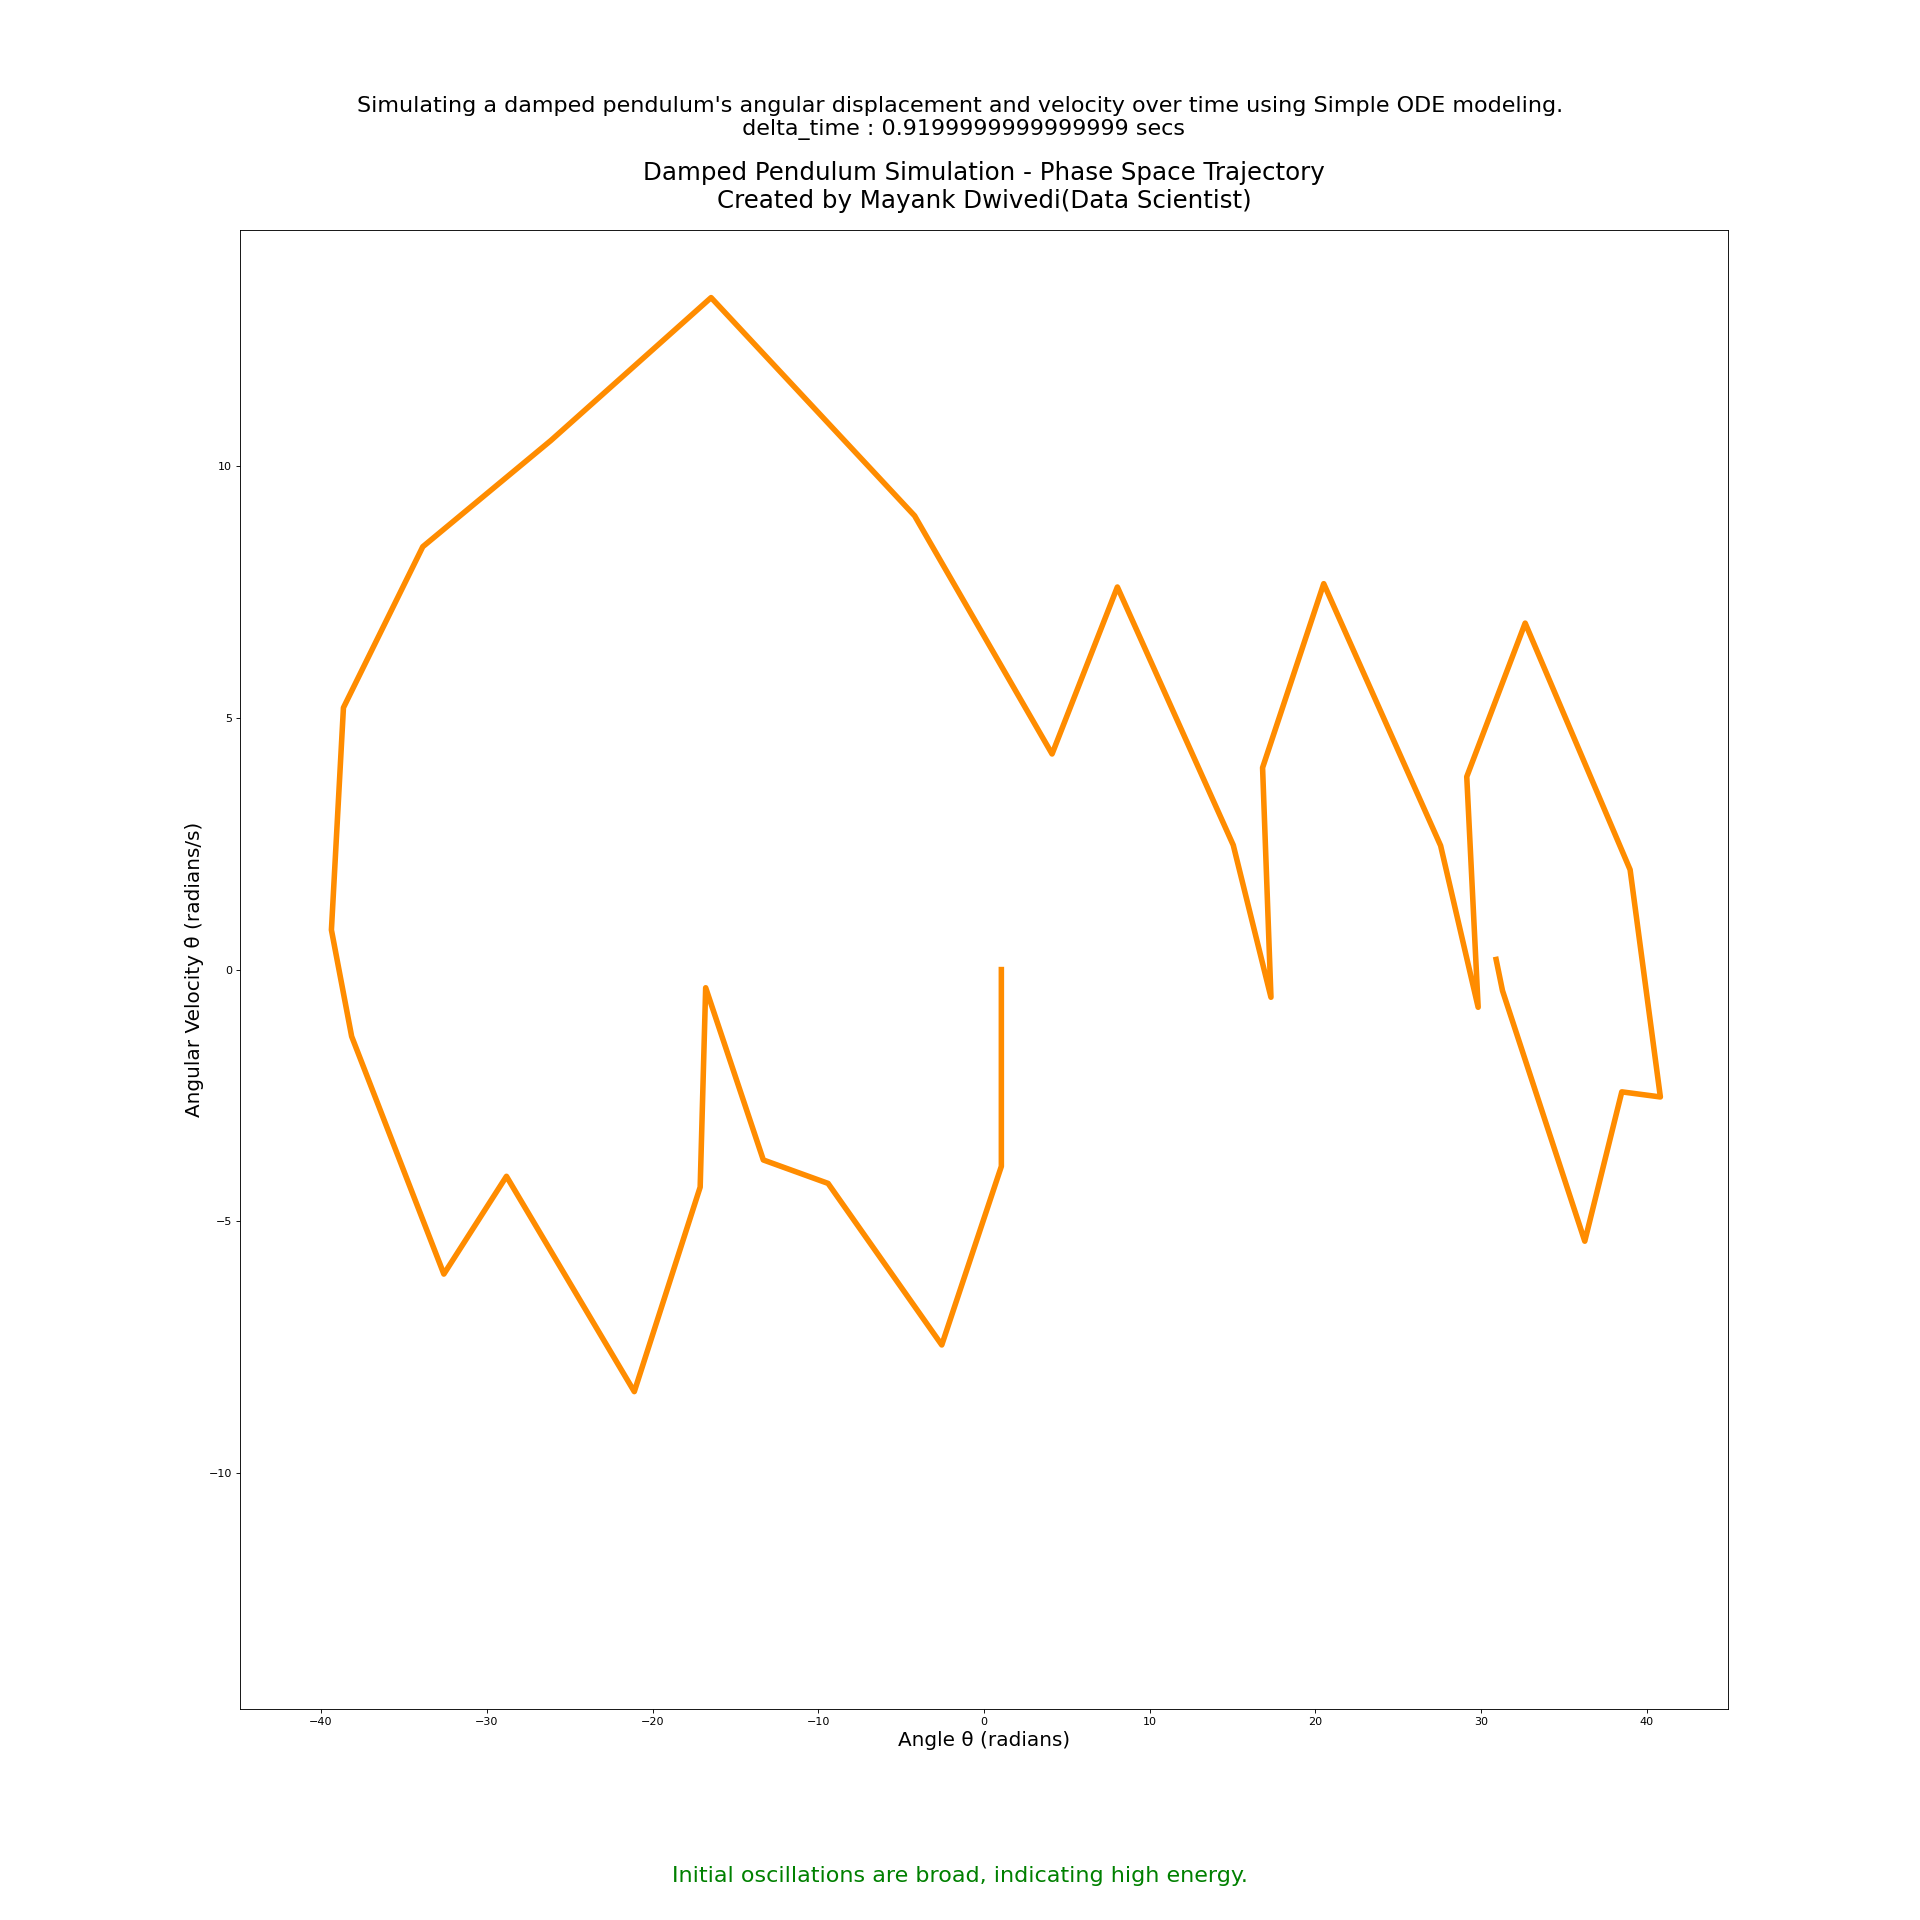 Simulating a damped pendulum's angular displacement and velocity over time using Simple ODE modeling.
delta_time : 0.9199999999999999 secs
Damped Pendulum Simulation - Phase Space Trajectory
Created by Mayank Dwivedi(Data Scientist)
10
5
0
−5
−10
Angular Velocity θ (radians/s)
−40
−30
−20
−10
0
10
20
30
40
Angle θ (radians)
Initial oscillations are broad, indicating high energy.